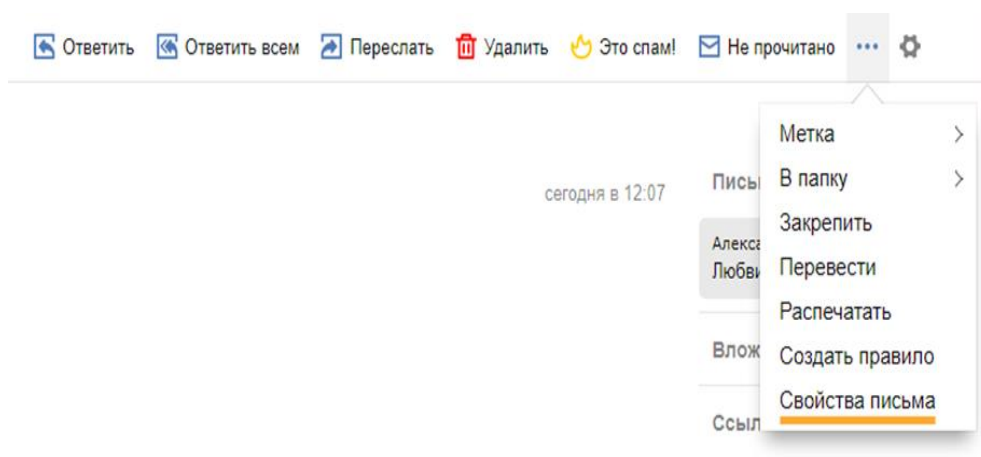 Ответить Ответить всем Переслать Удалить Это спам! Не прочитано
Метка
сегодня в 12:07
В папку
Закрепить
Перевести
Распечатать
Создать правило
Свойства письма